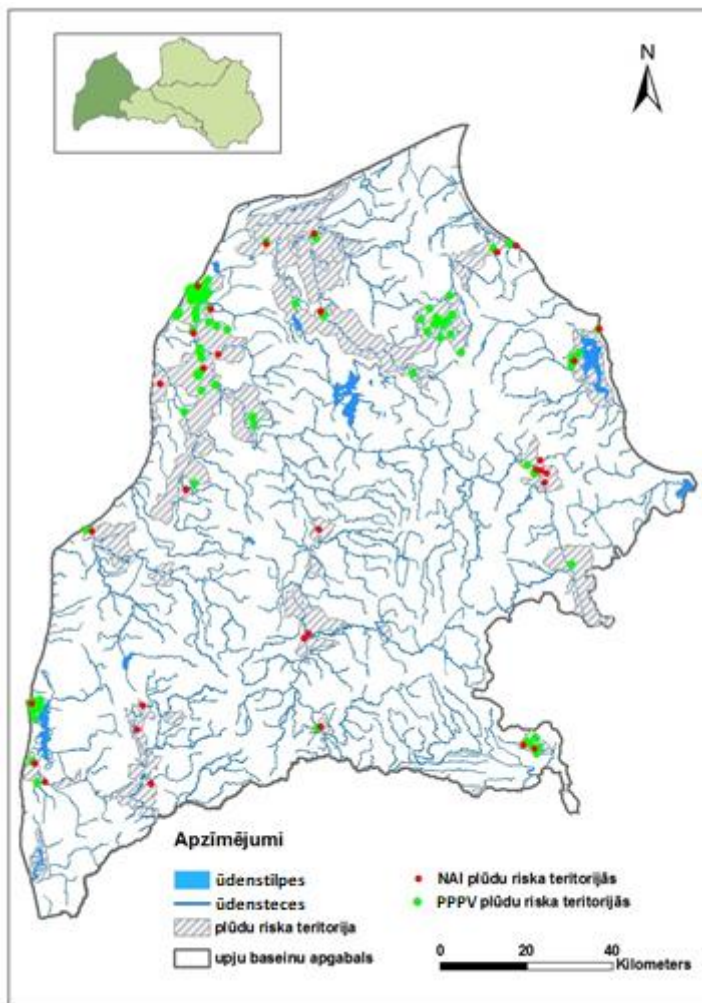 N
Apzīmējumi
ūdenstilpes
ūdensteces
plūdu riska teritorija
upju baseinu apgabals
NAI plūdu riska teritorijās
PPPV plūdu riska teritorijās
0 20 40
Kilometers